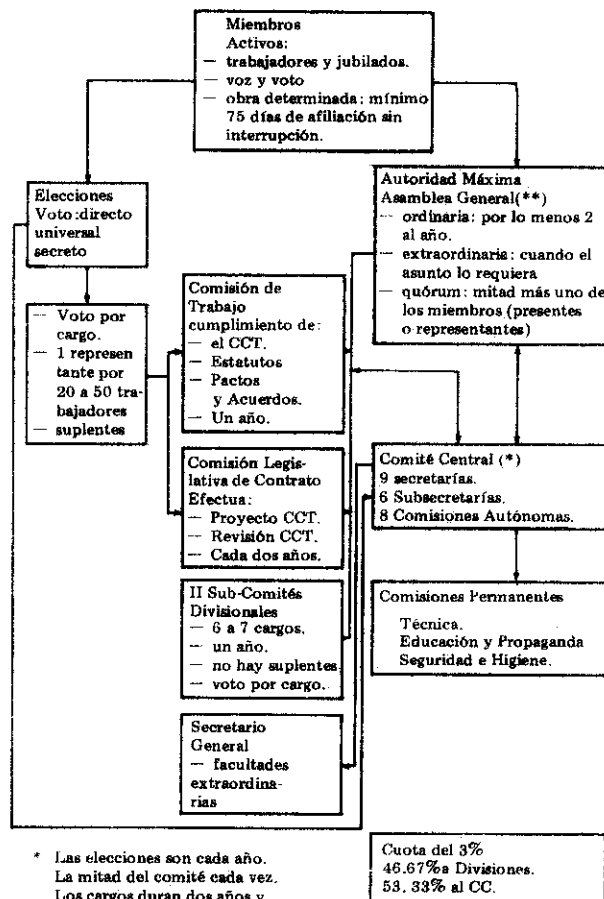 Miembros
Activos:
— trabajadores y jubilados.
— voz y voto
— obra determinada: mínimo
75 días de afiliación sin
interrupción.
Elecciones
Voto :directo
universal
secreto
Autoridad Máxima
Asamblea General(**)
— ordinaria: por lo menos 2
al año.
— extraordinaria: cuando el
asunto lo requiera
— quórum: mitad más uno de
los miembros (presentes
o representantes)
— Voto por
cargo.
— 1 represen
tante por
20 a 50 tra-
bajadores
— suplentes
Comisión de
Trabajo
cumplimiento de:
— el CCT.
— Estatutos
— Pactos
y Acuerdos.
— Un año.
Comisión Legis-
lativa de Contrato
Efectua:
— Proyecto CCT.
— Revisión CCT.
— Cada dos años.
Comité Central (*)
9 secretarías.
6 Subsecretarías.
8 Comisiones Autónomas.
II Sub-Comités
Divisionales
— 6 a 7 cargos.
— un año.
— no hay suplentes
— voto por cargo.
Comisiones Permanentes
Técnica.
Educación y Propaganda
Seguridad e Higiene.
Secretario
General
— facultades
extraordina-
rias
* Las elecciones son cada año.
La mitad del comité cada vez.
Los cargos duran dos años y
Cuota del 3%
46.67%a Divisiones.
53, 33% al CC.